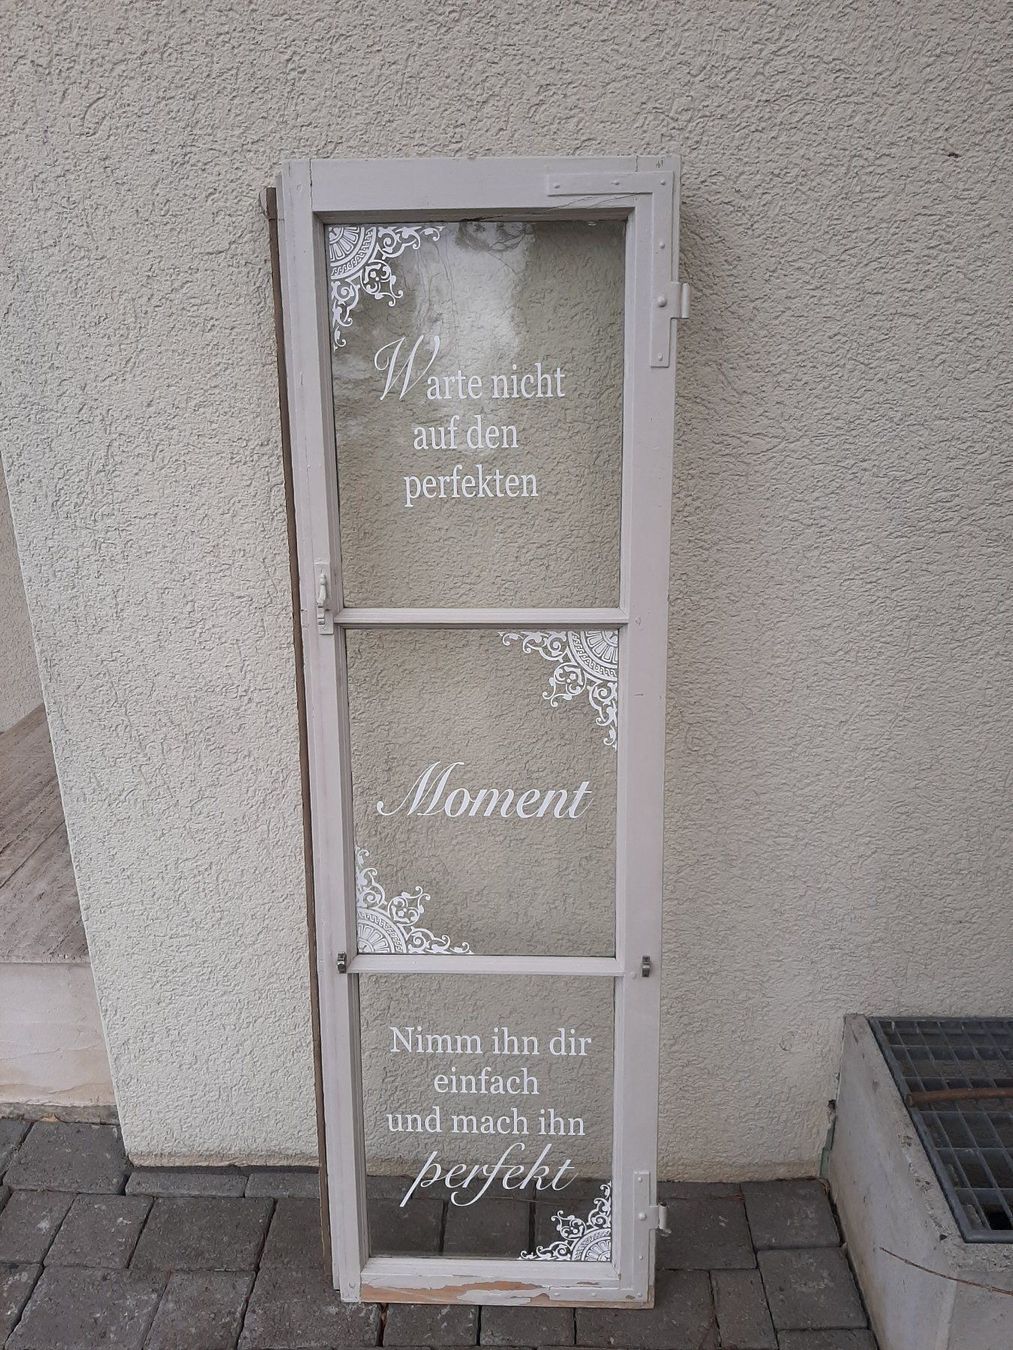 Warte nicht
auf den
perfekten
Moment
Nimm ihn dir
einfach
und mach ihn
perfekt